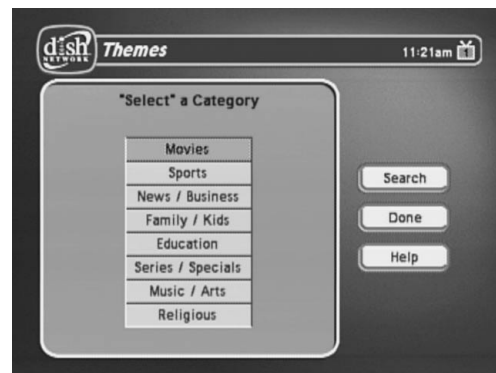 dish
NETWORK
Themes
11:21am
1
"Select" a Category
Movies
Sports
News / Business
Family / Kids
Education
Series / Specials
Music / Arts
Religious
Search
Done
Help